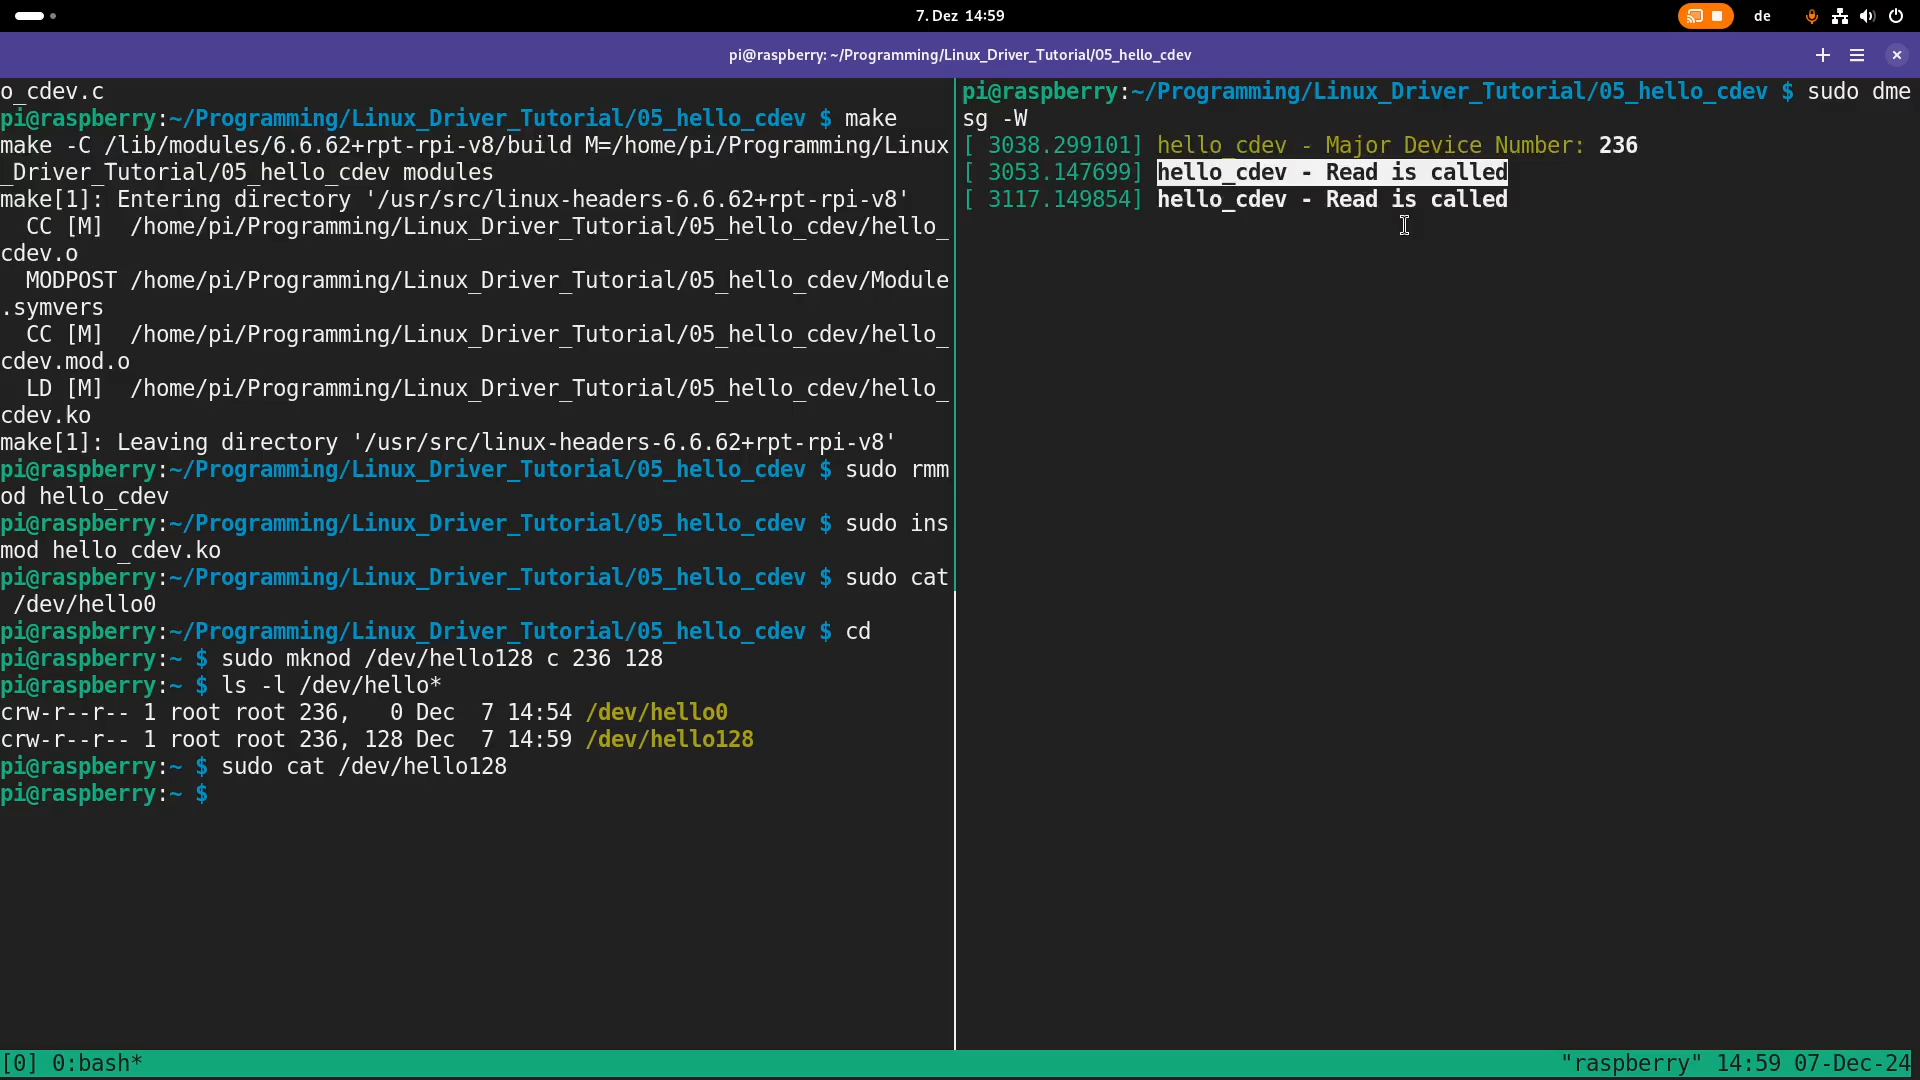 7. Dez 14:59
de
pi@raspberry: ~/Programming/Linux_Driver_Tutorial/05_hello_cdev
o_cdev.c
pi@raspberry:~/Programming/Linux_Driver_Tutorial/05_hello_cdev $ make
make -C /lib/modules/6.6.62+rpt-rpi-v8/build M=/home/pi/Programming/Linux
_Driver_Tutorial/05_hello_cdev modules
make[1]: Entering directory '/usr/src/linux-headers-6.6.62+rpt-rpi-v8'
  CC [M]  /home/pi/Programming/Linux_Driver_Tutorial/05_hello_cdev/hello_
cdev.o
  MODPOST /home/pi/Programming/Linux_Driver_Tutorial/05_hello_cdev/Module
.symvers
  CC [M]  /home/pi/Programming/Linux_Driver_Tutorial/05_hello_cdev/hello_
cdev.mod.o
  LD [M]  /home/pi/Programming/Linux_Driver_Tutorial/05_hello_cdev/hello_
cdev.ko
make[1]: Leaving directory '/usr/src/linux-headers-6.6.62+rpt-rpi-v8'
pi@raspberry:~/Programming/Linux_Driver_Tutorial/05_hello_cdev $ sudo rmm
od hello_cdev
pi@raspberry:~/Programming/Linux_Driver_Tutorial/05_hello_cdev $ sudo ins
mod hello_cdev.ko
pi@raspberry:~/Programming/Linux_Driver_Tutorial/05_hello_cdev $ sudo cat
 /dev/hello0
pi@raspberry:~/Programming/Linux_Driver_Tutorial/05_hello_cdev $ cd
pi@raspberry:~ $ sudo mknod /dev/hello128 c 236 128
pi@raspberry:~ $ ls -l /dev/hello*
crw-r--r-- 1 root root 236,   0 Dec  7 14:54 /dev/hello0
crw-r--r-- 1 root root 236, 128 Dec  7 14:59 /dev/hello128
pi@raspberry:~ $ sudo cat /dev/hello128
pi@raspberry:~ $
pi@raspberry:~/Programming/Linux_Driver_Tutorial/05_hello_cdev $ sudo dme
sg -W
[ 3038.299101] hello_cdev - Major Device Number: 236
[ 3053.147699] hello_cdev - Read is called
[ 3117.149854] hello_cdev - Read is called
[0] 0:bash*
"raspberry" 14:59 07-Dec-24